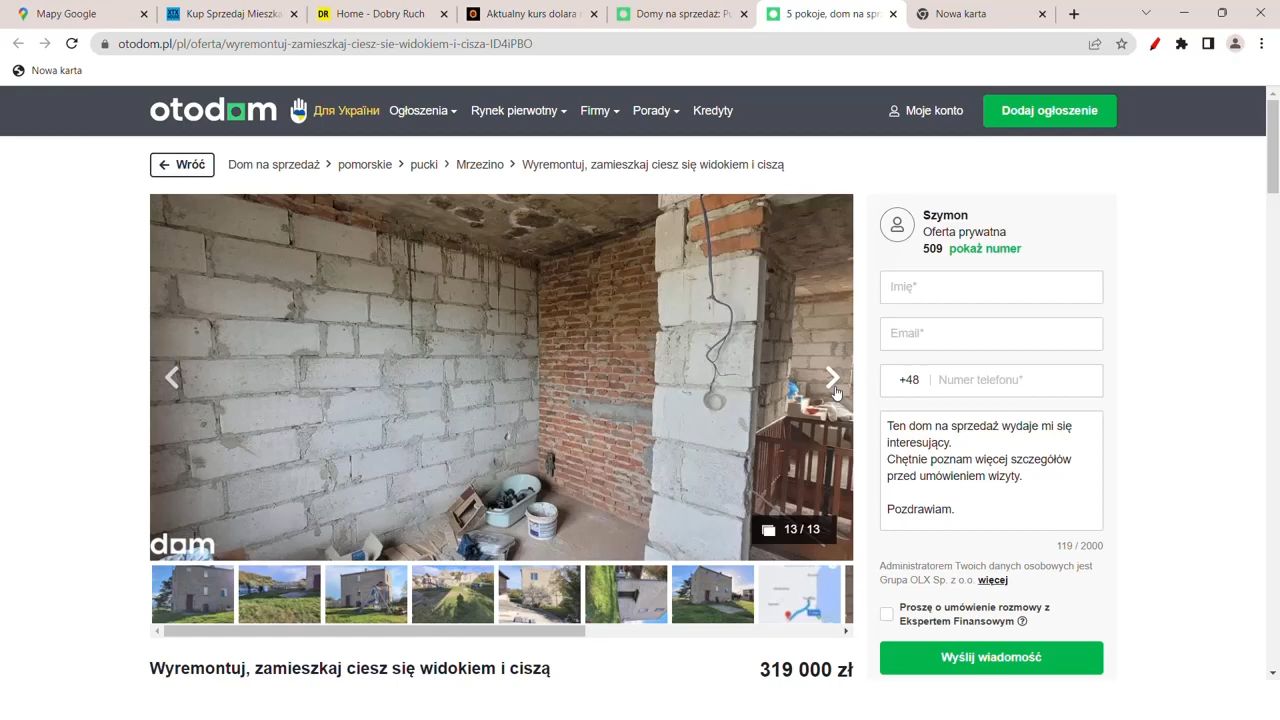 Mapy Google
Kup Sprzedaj Mieszka
DR Home - Dobry Ruch
Aktualny kurs dolara
Domy na sprzedaż: Pu
5 pokoje, dom na spr
Nowa karta
otodom.pl/pl/oferta/wyremontuj-zamieszkaj-ciesz-sie-widokiem-i-cisza-ID4iPBO
Nowa karta
otodom Для України Ogłoszenia Rynek pierwotny Firmy Porady Kredyty Moje konto Dodaj ogłoszenie
Wróć Dom na sprzedaż pomorskie pucki Mrzezino Wyremontuj, zamieszkaj ciesz się widokiem i ciszą
13 / 13
dom
Wyremontuj, zamieszkaj ciesz się widokiem i ciszą 319 000 zł
Szymon
Oferta prywatna
509 pokaż numer
Imię*
Email*
+48 Numer telefonu*
Ten dom na sprzedaż wydaje mi się
interesujący.
Chętnie poznam więcej szczegółów
przed umówieniem wizyty.
Pozdrawiam.
119 / 2000
Administratorem Twoich danych osobowych jest
Grupa OLX Sp. z o.o. więcej
Proszę o umówienie rozmowy z
Ekspertem Finansowym
Wyślij wiadomość